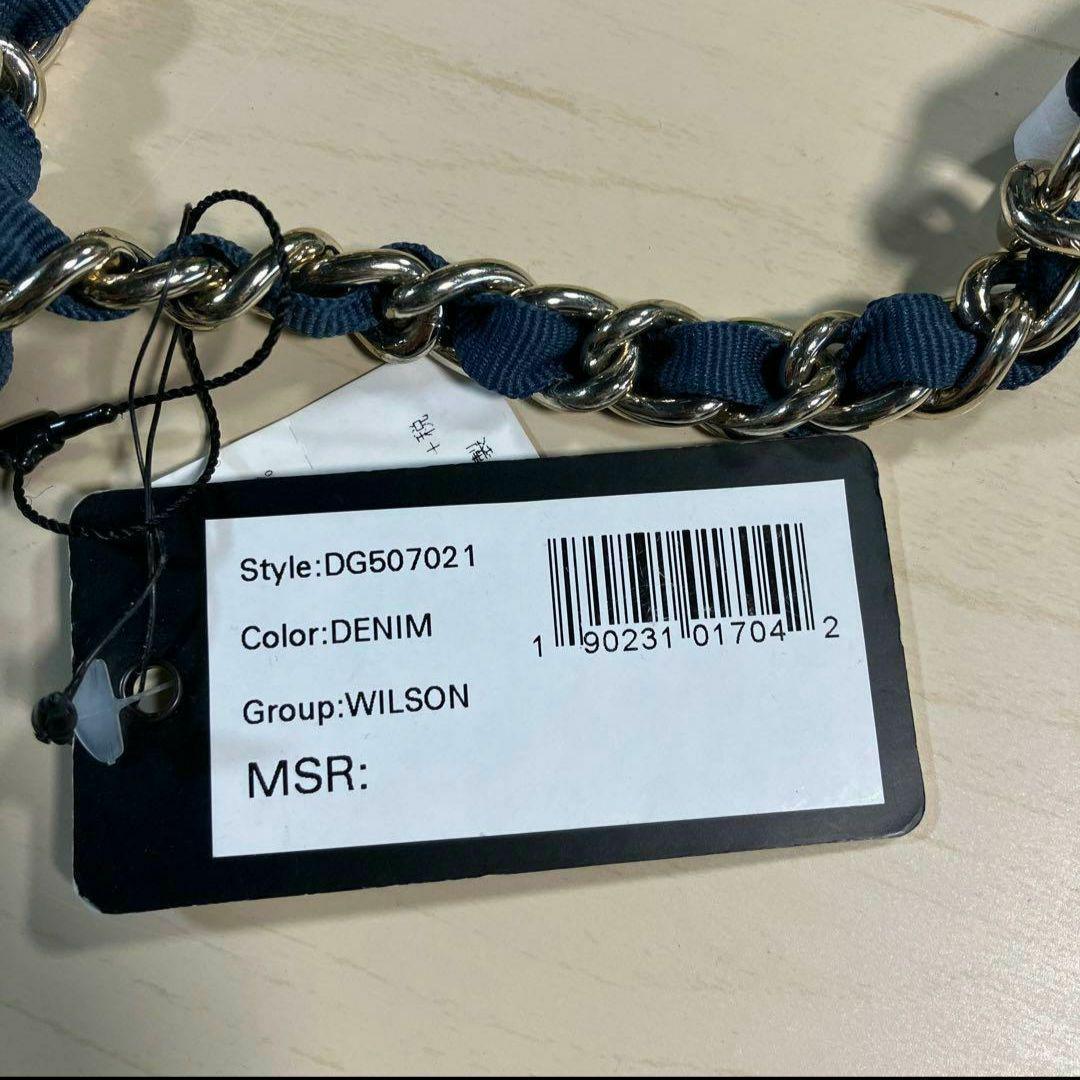 Style:DG507021
Color:DENIM
Group:WILSON
MSR:
1 90231 01704 2